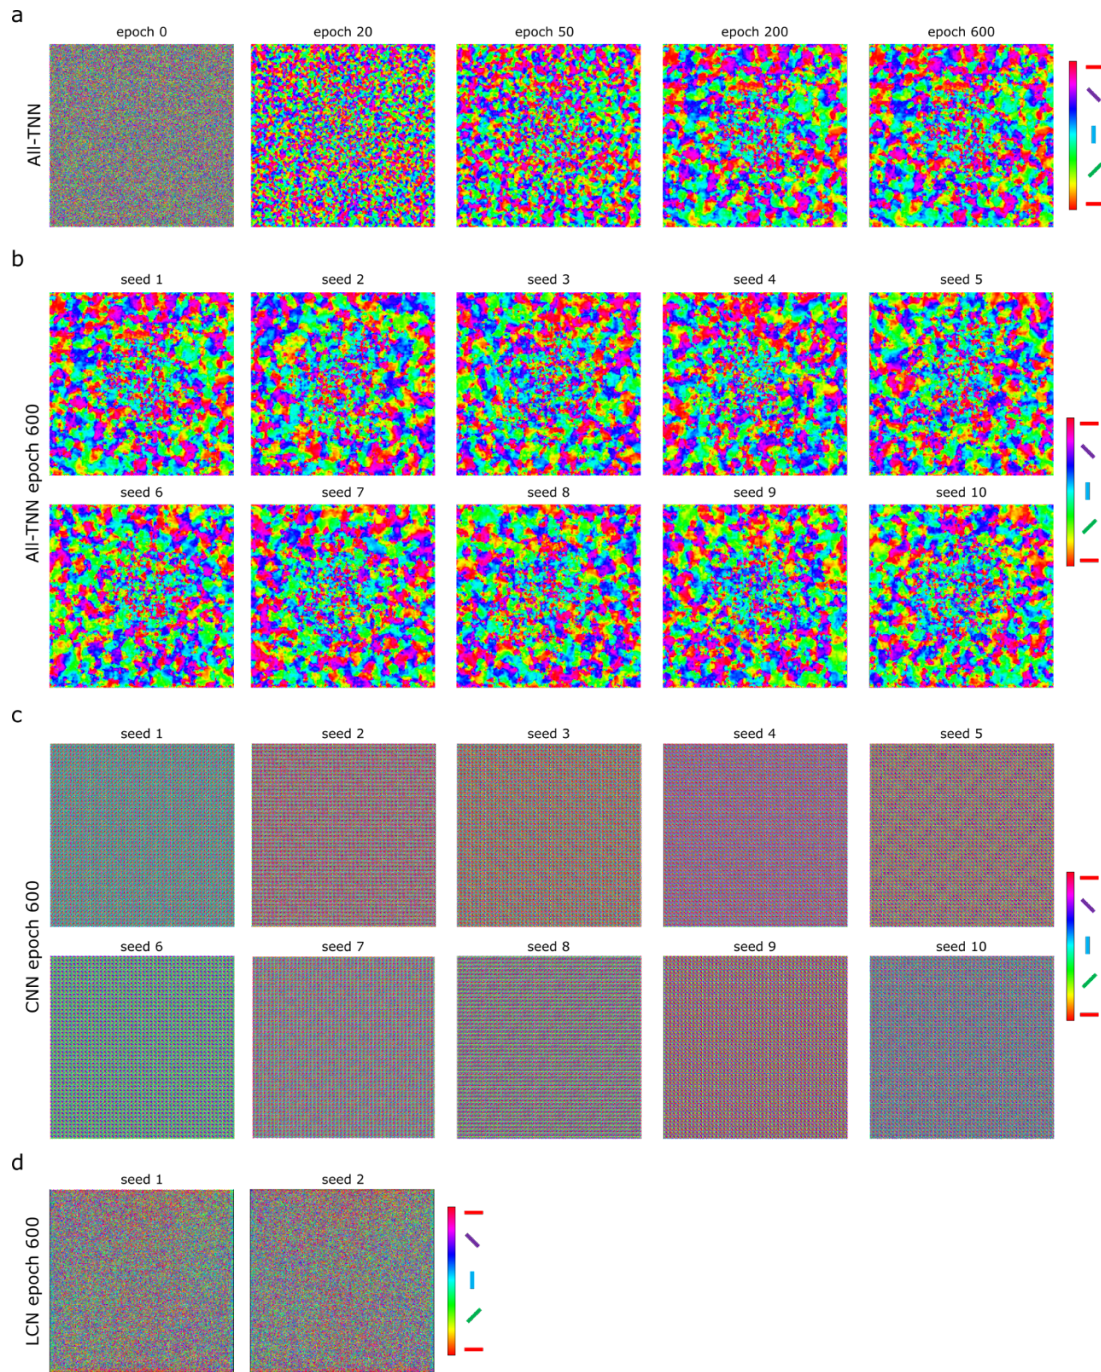 a
epoch 0 epoch 20 epoch 50 epoch 200 epoch 600
All-TNN
b
seed 1 seed 2 seed 3 seed 4 seed 5
All-TNN epoch 600
seed 6 seed 7 seed 8 seed 9 seed 10
c
seed 1 seed 2 seed 3 seed 4 seed 5
CNN epoch 600
seed 6 seed 7 seed 8 seed 9 seed 10
d
seed 1 seed 2
LCN epoch 600